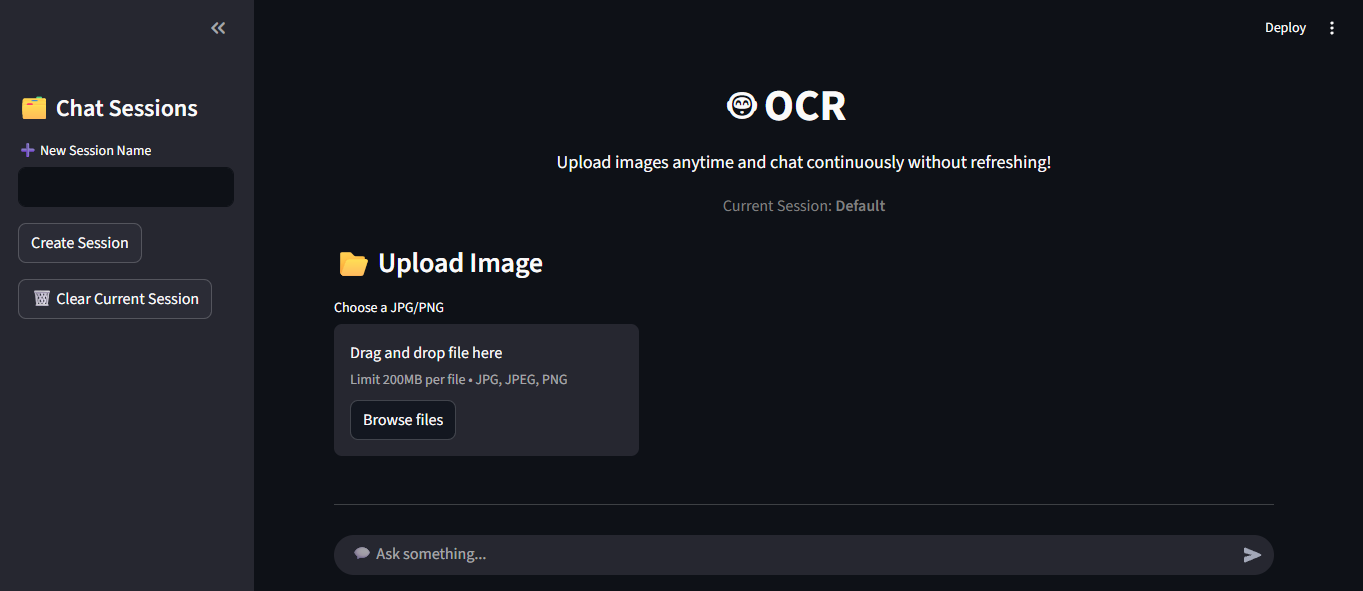 Deploy
🗂️ Chat Sessions
➕ New Session Name
Create Session
🗑️ Clear Current Session
OCR
Upload images anytime and chat continuously without refreshing!
Current Session: Default
📂 Upload Image
Choose a JPG/PNG
Drag and drop file here
Limit 200MB per file • JPG, JPEG, PNG
Browse files
💬 Ask something...